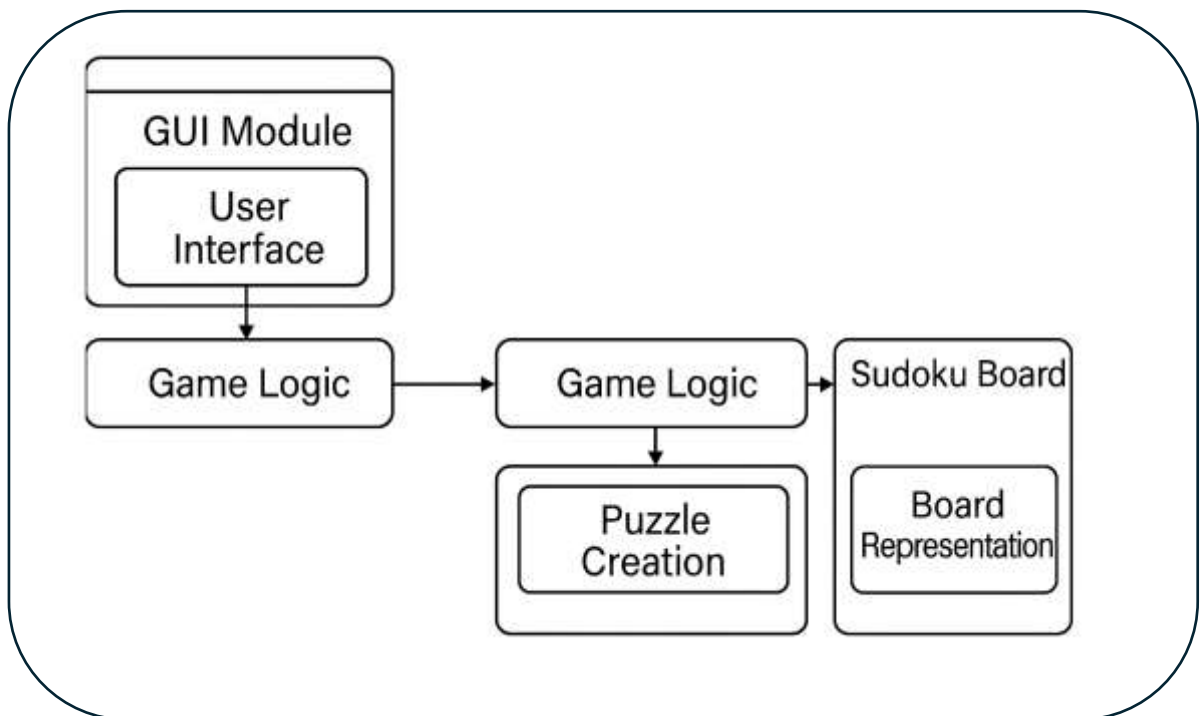 GUI Module
User
Interface
Game Logic
Game Logic
Sudoku Board
Puzzle
Creation
Board
Representation